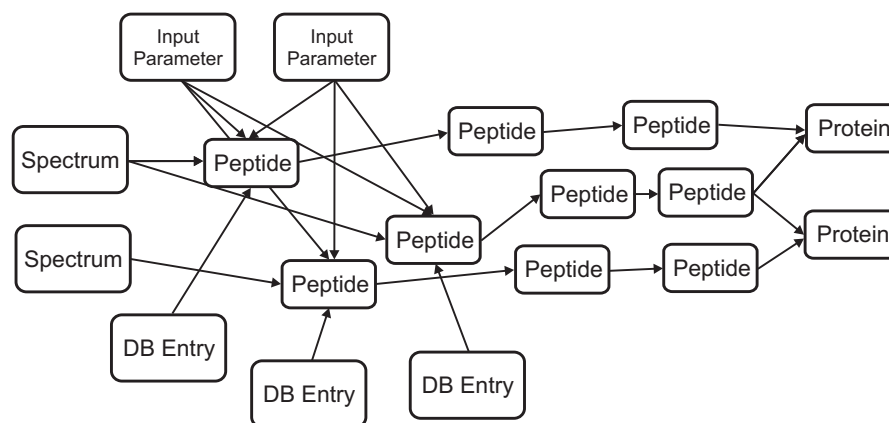 Input
Parameter
Input
Parameter
Peptide
Peptide
Protein
Spectrum
Peptide
Peptide
Peptide
Peptide
Protein
Spectrum
Peptide
Peptide
Peptide
DB Entry
DB Entry
DB Entry